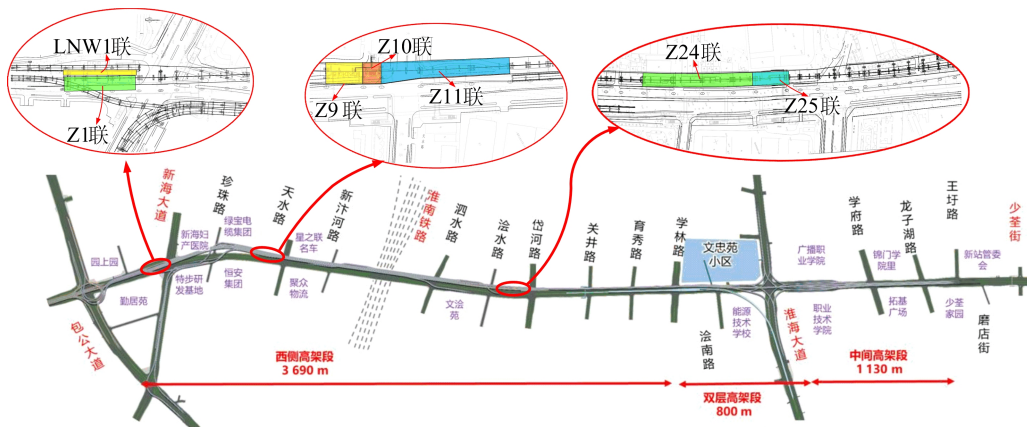 LNW1联
Z1联
Z10联
Z9联
Z11联
Z24联
Z25联
新海大道
珍珠路
天水路
新汴河路
淮南铁路
泗水路
浍水路
岱河路
关井路
育秀路
学林路
学府路
龙子湖路
王圩路
少荃街
园上园
勤居苑
新海妇
产医院
特步研
发基地
绿宝电
缆集团
恒安
集团
星之联
名车
聚众
物流
文浍
苑
文忠苑
小区
广播职
业学院
能源
技术
学校
职业
技术
学院
锦门学
院里
拓基
广场
新站管委
会
少荃
家园
包公大道
浍南路
淮海大道
磨店街
西侧高架段
3 690 m
双层高架段
800 m
中间高架段
1 130 m